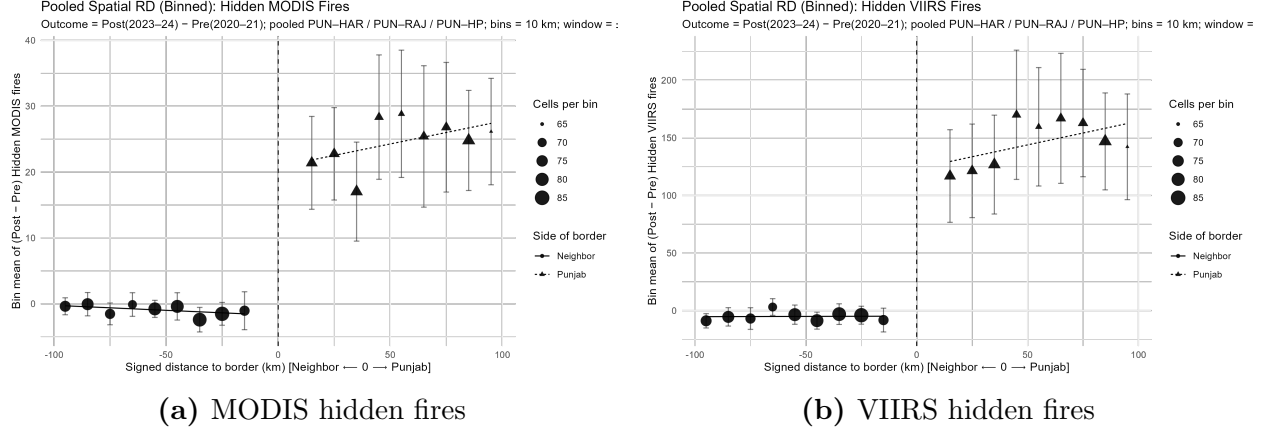 Pooled Spatial RD (Binned): Hidden MODIS Fires
Outcome = Post(2023–24) − Pre(2020–21); pooled PUN–HAR / PUN–RAJ / PUN–HP; bins = 10 km; window = :
40
30
20
10
0
Bin mean of (Post − Pre) Hidden MODIS fires
-100
-50
0
50
100
Signed distance to border (km) [Neighbor ⟵ 0 ⟶ Punjab]
Cells per bin
65
70
75
80
85
Side of border
Neighbor
Punjab
(a) MODIS hidden fires
Pooled Spatial RD (Binned): Hidden VIIRS Fires
Outcome = Post(2023–24) − Pre(2020–21); pooled PUN–HAR / PUN–RAJ / PUN–HP; bins = 10 km; window =
200
150
100
50
0
Bin mean of (Post − Pre) Hidden VIIRS fires
-100
-50
0
50
100
Signed distance to border (km) [Neighbor ⟵ 0 ⟶ Punjab]
Cells per bin
65
70
75
80
85
Side of border
Neighbor
Punjab
(b) VIIRS hidden fires